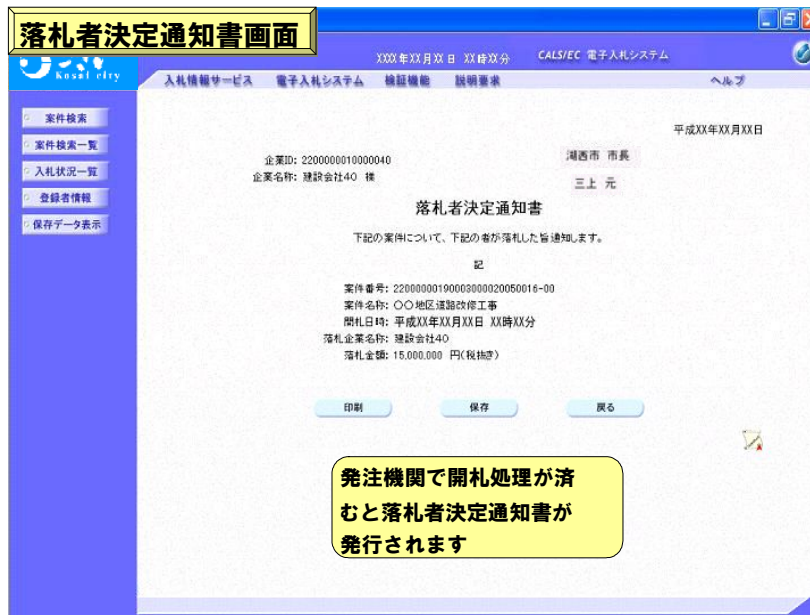 落札者決定通知書画面
XXXX年XX月XX日 XX時XX分
CALS/EC 電子入札システム
Kosai city
入札情報サービス 電子入札システム 検証機能 説明要求 ヘルプ
案件検索
案件検索一覧
入札状況一覧
登録者情報
保存データ表示
平成XX年XX月XX日
企業ID: 2200000010000040
企業名称: 建設会社40 様
湖西市 市長
三上 元
落札者決定通知書
下記の案件について、下記の者が落札した旨通知します。
記
案件番号: 22000000190003000020050016-00
案件名称: 〇〇地区道路改修工事
開札日時: 平成XX年XX月XX日 XX時XX分
落札企業名称: 建設会社40
落札金額: 15,000,000 円(税抜き)
印刷 保存 戻る
発注機関で開札処理が済
むと落札者決定通知書が
発行されます